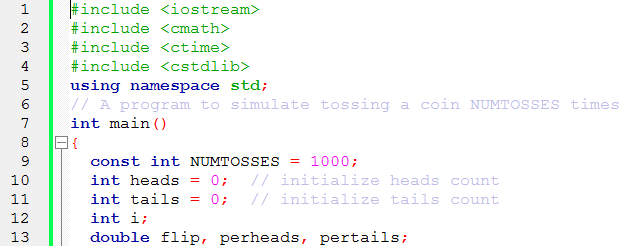 1 #include <iostream>
2 #include <cmath>
3 #include <ctime>
4 #include <cstdlib>
5 using namespace std;
6 // A program to simulate tossing a coin NUMTOSSES times
7 int main()
8 {
9 const int NUMTOSSES = 1000;
10 int heads = 0; // initialize heads count
11 int tails = 0; // initialize tails count
12 int i;
13 double flip, perheads, pertails;